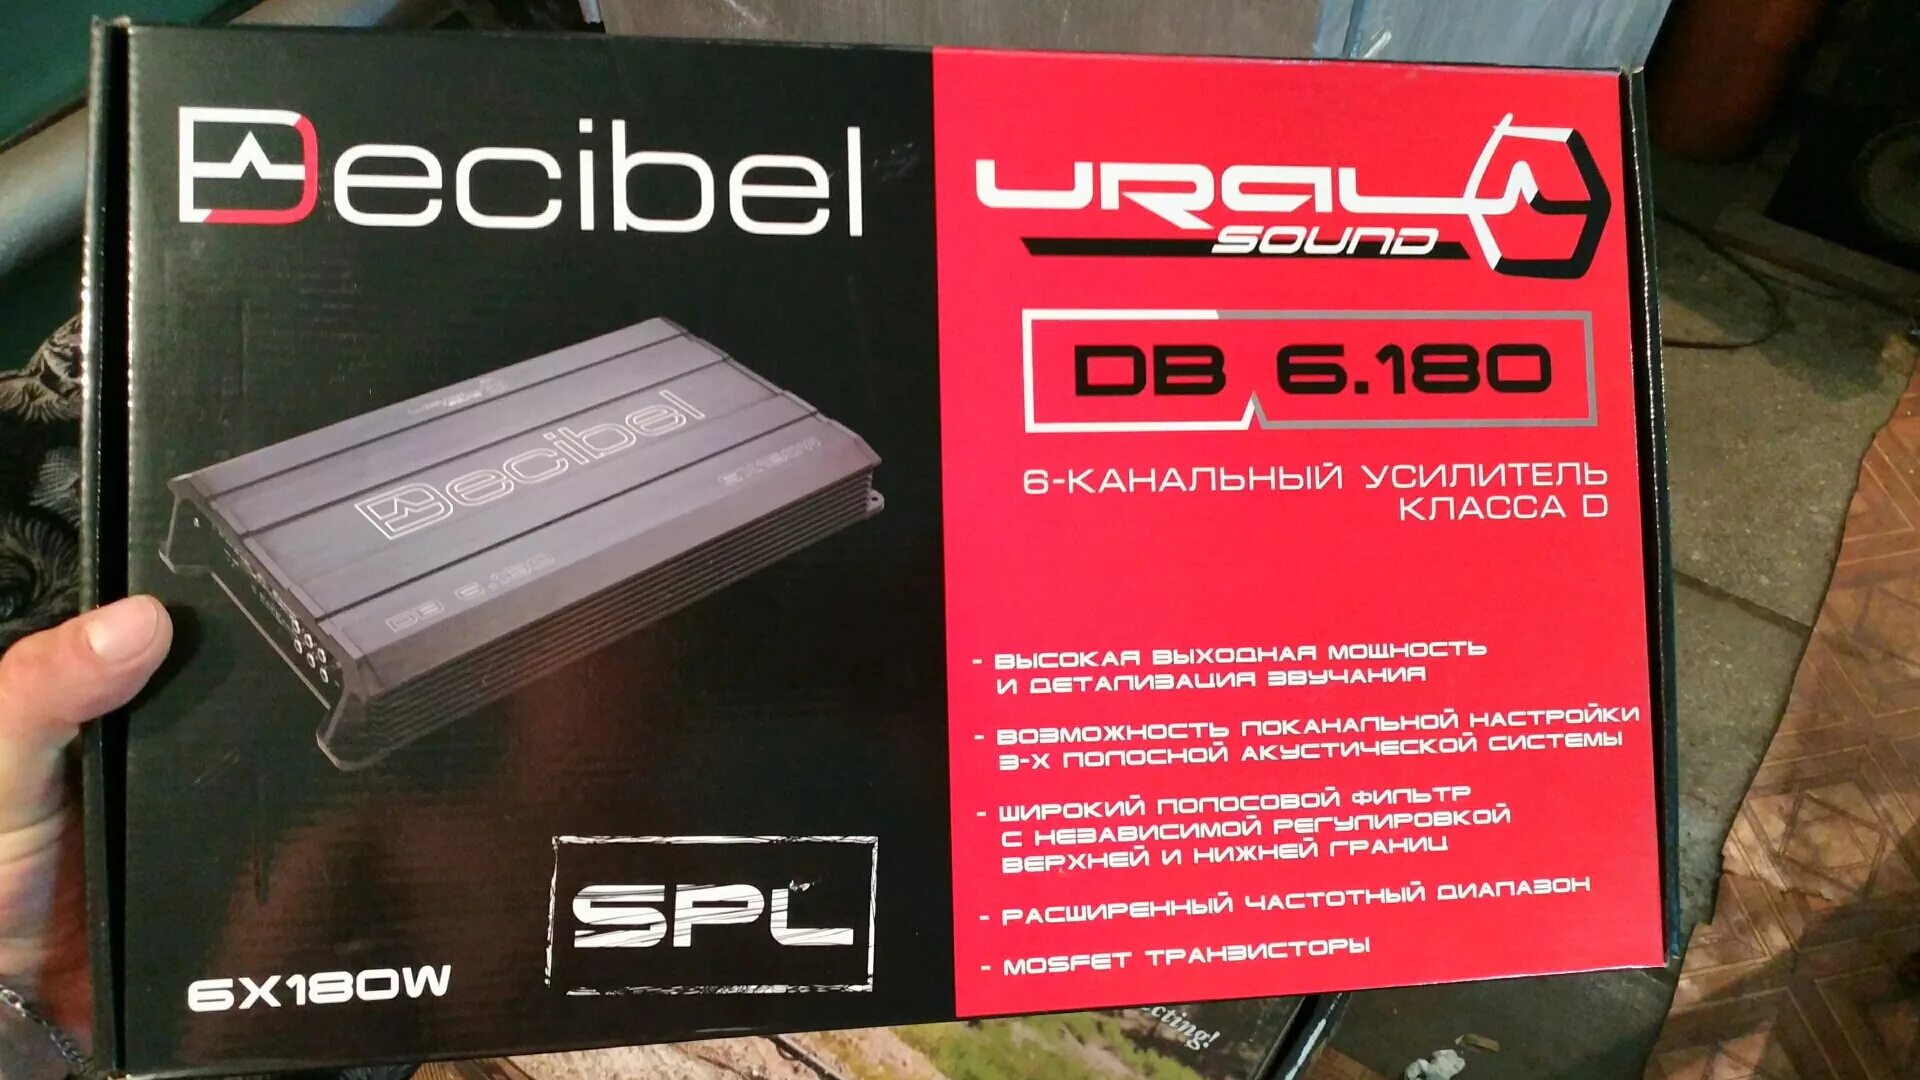 Decibel
URAL
SOUND
DB 6.180
6-КАНАЛЬНЫЙ УСИЛИТЕЛЬ
КЛАССА D
Decibel
DB 6.180
- ВЫСОКАЯ ВЫХОДНАЯ МОЩНОСТЬ
И ДЕТАЛИЗАЦИЯ ЗВУЧАНИЯ
- ВОЗМОЖНОСТЬ ПОКАНАЛЬНОЙ НАСТРОЙКИ
3-Х ПОЛОСНОЙ АКУСТИЧЕСКОЙ СИСТЕМЫ
- ШИРОКИЙ ПОЛОСОВОЙ ФИЛЬТР
С НЕЗАВИСИМОЙ РЕГУЛИРОВКОЙ
ВЕРХНЕЙ И НИЖНЕЙ ГРАНИЦ
- РАСШИРЕННЫЙ ЧАСТОТНЫЙ ДИАПАЗОН
- MOSFET ТРАНЗИСТОРЫ
SPL
6X180W